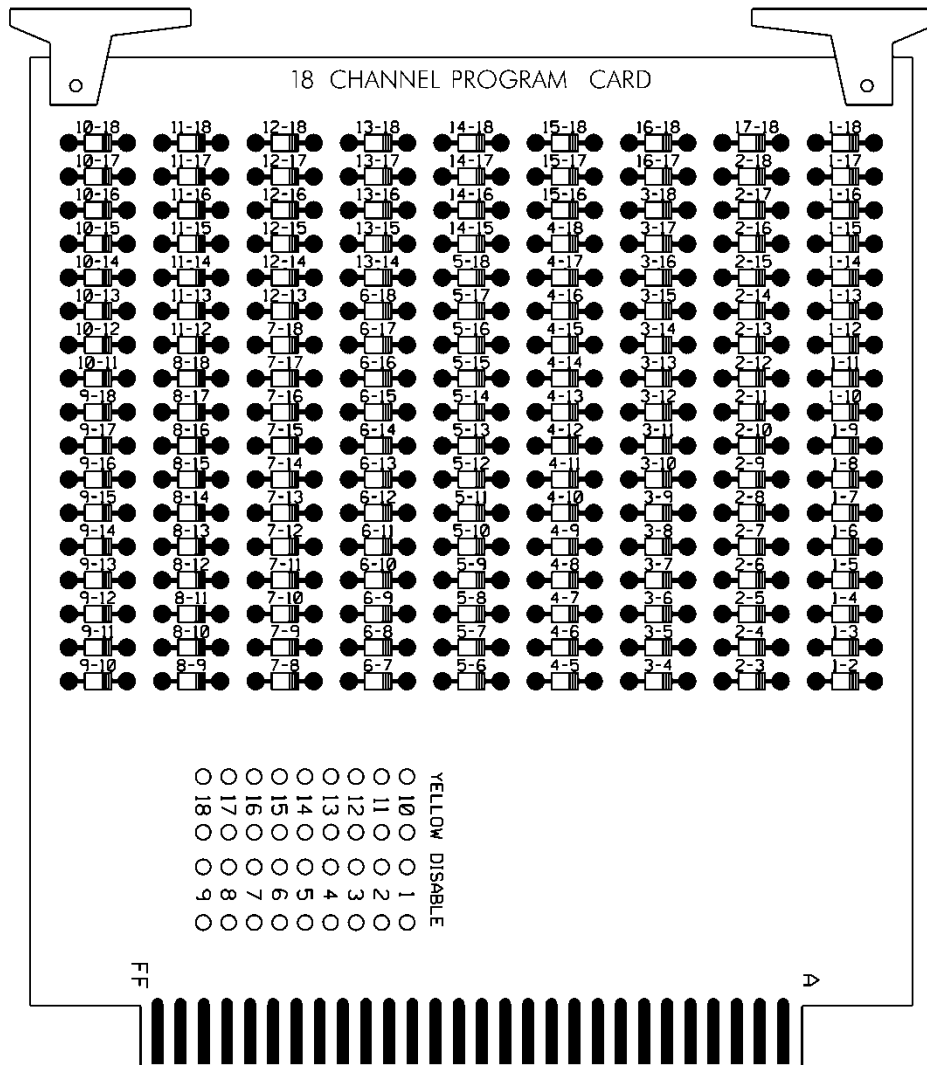 18 CHANNEL PROGRAM CARD
10-18 11-18 12-18 13-18 14-18 15-18 16-18 17-18 1-18
10-17 11-17 12-17 13-17 14-17 15-17 16-17 2-18 1-17
10-16 11-16 12-16 13-16 14-16 15-16 3-18 2-17 1-16
10-15 11-15 12-15 13-15 14-15 4-18 3-17 2-16 1-15
10-14 11-14 12-14 13-14 5-18 4-17 3-16 2-15 1-14
10-13 11-13 12-13 6-18 5-17 4-16 3-15 2-14 1-13
10-12 11-12 7-18 6-17 5-16 4-15 3-14 2-13 1-12
10-11 8-18 7-17 6-16 5-15 4-14 3-13 2-12 1-11
9-18 8-17 7-16 6-15 5-14 4-13 3-12 2-11 1-10
9-17 8-16 7-15 6-14 5-13 4-12 3-11 2-10 1-9
9-16 8-15 7-14 6-13 5-12 4-11 3-10 2-9 1-8
9-15 8-14 7-13 6-12 5-11 4-10 3-9 2-8 1-7
9-14 8-13 7-12 6-11 5-10 4-9 3-8 2-7 1-6
9-13 8-12 7-11 6-10 5-9 4-8 3-7 2-6 1-5
9-12 8-11 7-10 6-9 5-8 4-7 3-6 2-5 1-4
9-11 8-10 7-9 6-8 5-7 4-6 3-5 2-4 1-3
9-10 8-9 7-8 6-7 5-6 4-5 3-4 2-3 1-2
YELLOW DISABLE
10 1
11 2
12 3
13 4
14 5
15 6
16 7
17 8
18 9
FF
A